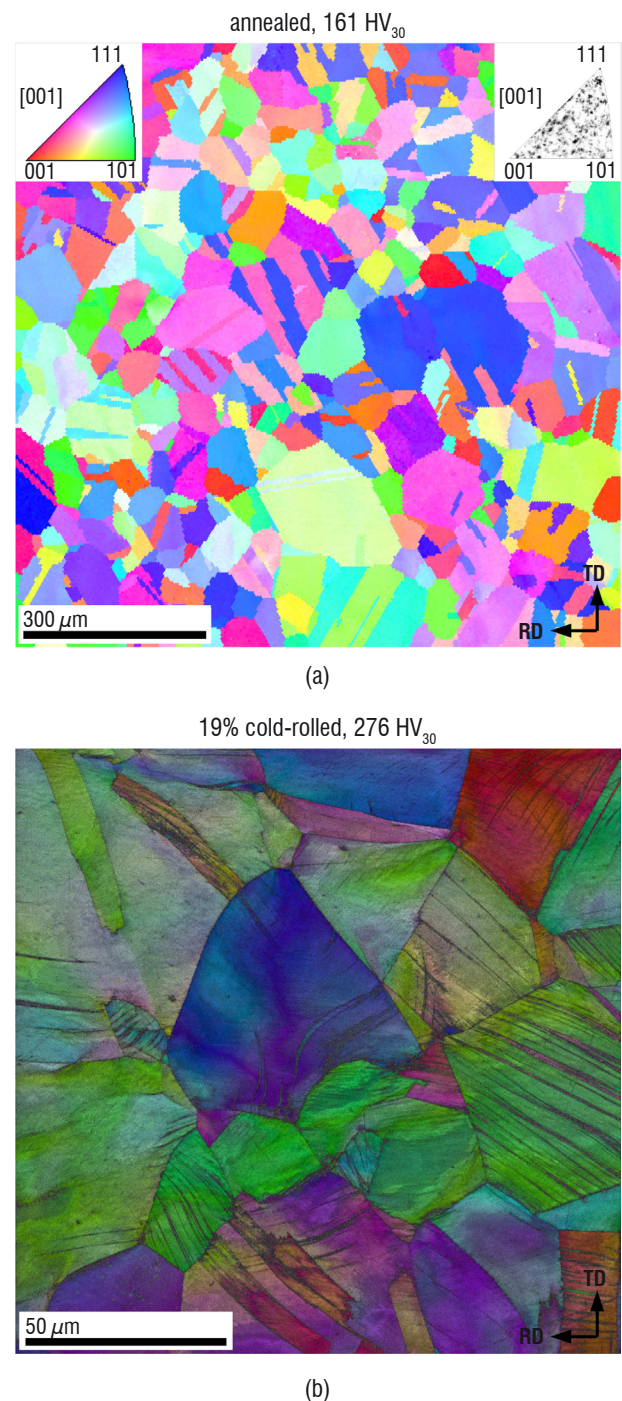 annealed, 161 HV30
111
[001]
001 101
111
[001]
001 101
300 µm
TD
RD
(a)
19% cold-rolled, 276 HV30
50 µm
TD
RD
(b)